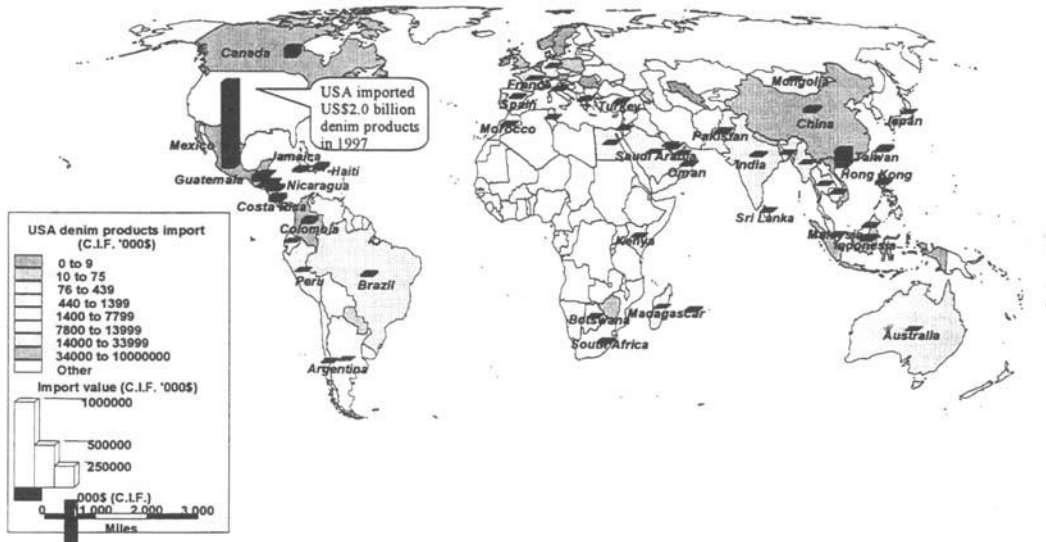 Canada
USA imported
US$2.0 billion
denim products
in 1997
Mexico
Jamaica
Haiti
Guatemala
Nicaragua
Costa Rica
Colombia
Peru
Brazil
Argentina
France
Spain
Turkey
Morocco
Saudi Arabia
Oman
Pakistan
India
Sri Lanka
Mongolia
China
Japan
Taiwan
Hong Kong
Malaysia
Indonesia
Kenya
Madagascar
Botswana
South Africa
Australia
USA denim products import
(C.I.F. '000$)
0 to 9
10 to 75
76 to 439
440 to 1399
1400 to 7799
7800 to 13999
14000 to 33999
34000 to 10000000
Other
Import value (C.I.F. '000$)
1000000
500000
250000
000$ (C.I.F.)
0 1 000 2 000 3 000
Miles